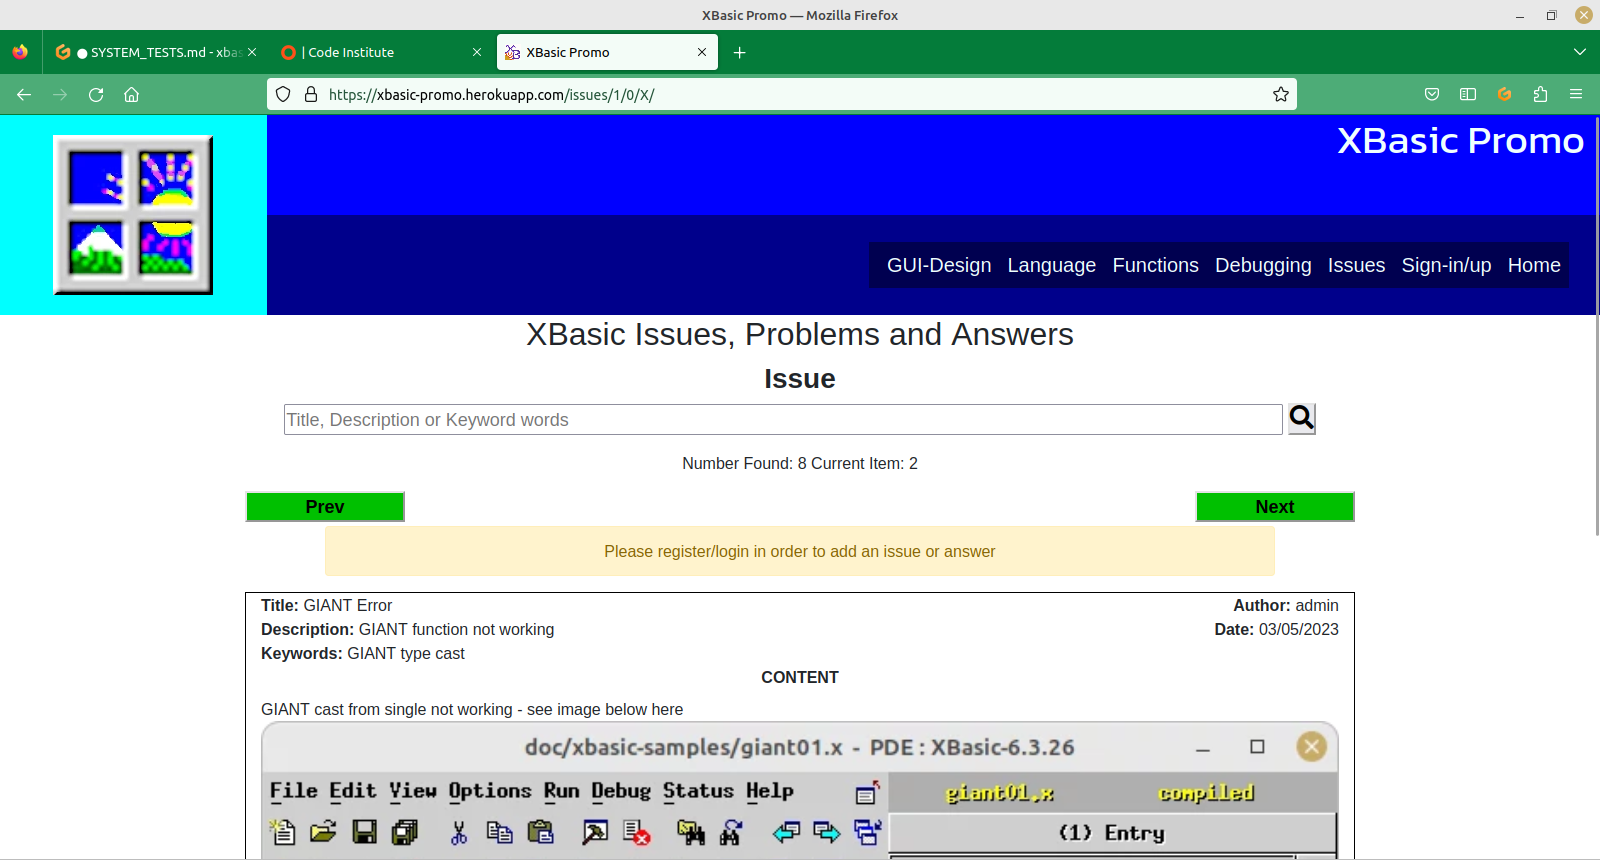 XBasic Promo — Mozilla Firefox
SYSTEM_TESTS.md - xbas
| Code Institute
XBasic Promo
https://xbasic-promo.herokuapp.com/issues/1/0/X/
XBasic Promo
GUI-Design Language Functions Debugging Issues Sign-in/up Home
XBasic Issues, Problems and Answers
Issue
Title, Description or Keyword words
Number Found: 8 Current Item: 2
Prev Next
Please register/login in order to add an issue or answer
Title: GIANT Error Author: admin
Description: GIANT function not working Date: 03/05/2023
Keywords: GIANT type cast
CONTENT
GIANT cast from single not working - see image below here
doc/xbasic-samples/giant01.x - PDE : XBasic-6.3.26
File Edit View Options Run Debug Status Help giant01.x compiled
(1) Entry